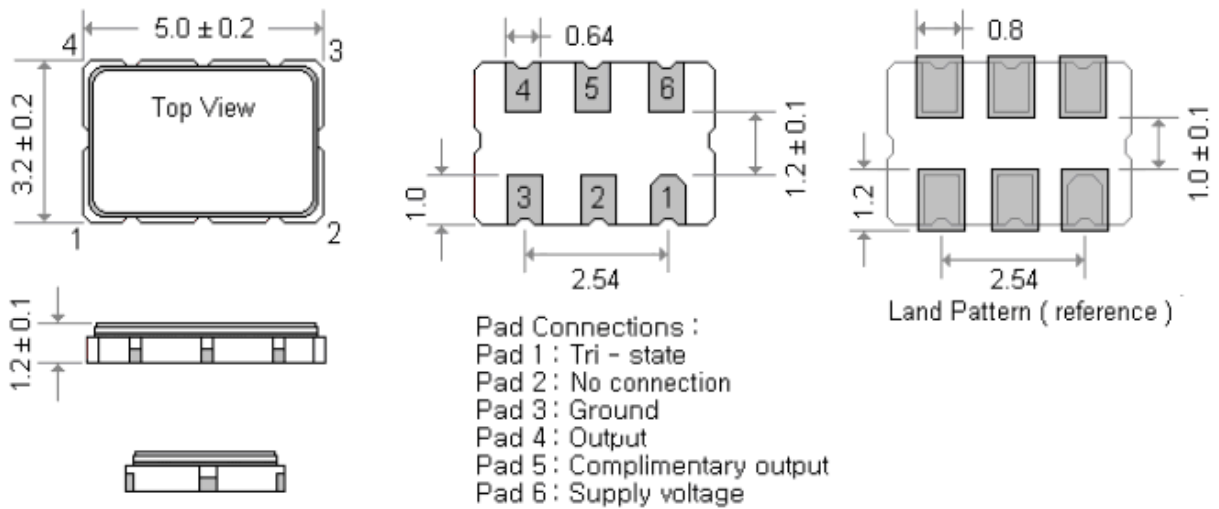 5.0 ± 0.2
4
3
3.2 ± 0.2
Top View
1
2
1.2 ± 0.1
0.64
4
5
6
1.2 ± 0.1
1.0
3
2
1
2.54
0.8
1.0 ± 0.1
1.2
2.54
Land Pattern ( reference )
Pad Connections :
Pad 1 : Tri - state
Pad 2 : No connection
Pad 3 : Ground
Pad 4 : Output
Pad 5 : Complimentary output
Pad 6 : Supply voltage